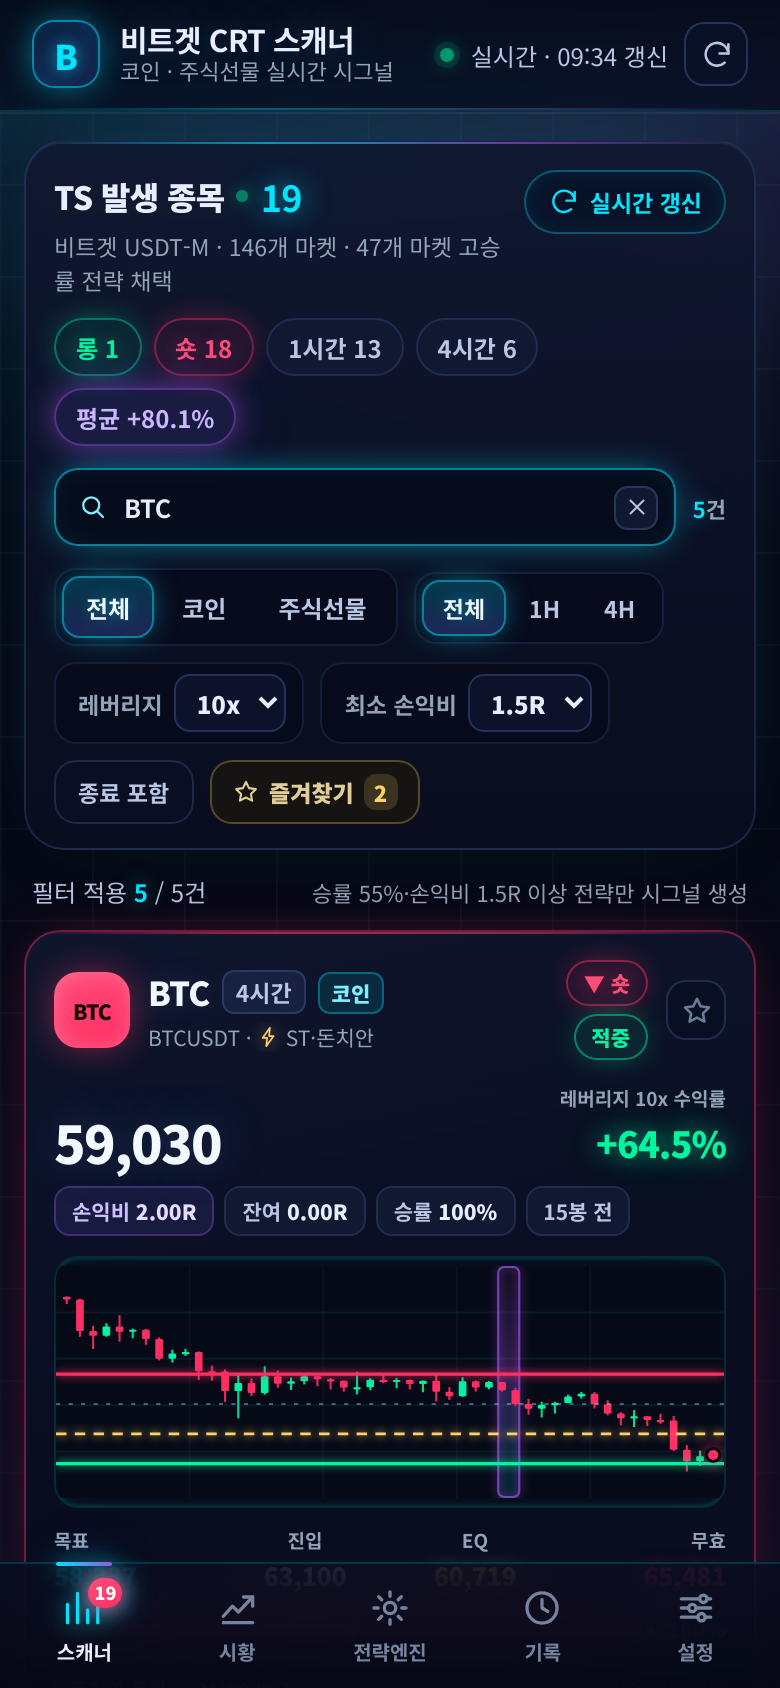 B
비트겟 CRT 스캐너
코인 · 주식선물 실시간 시그널
실시간 · 09:34 갱신
TS 발생 종목 • 19
실시간 갱신
비트겟 USDT-M · 146개 마켓 · 47개 마켓 고승
률 전략 채택
롱 1
숏 18
1시간 13
4시간 6
평균 +80.1%
BTC
5건
전체
코인
주식선물
전체
1H
4H
레버리지
10x
최소 손익비
1.5R
종료 포함
즐겨찾기 2
필터 적용 5 / 5건
승률 55%·손익비 1.5R 이상 전략만 시그널 생성
BTC
BTC
4시간
코인
▼ 숏
BTCUSDT · ⚡ ST·돈치안
적중
레버리지 10x 수익률
59,030
+64.5%
손익비 2.00R
잔여 0.00R
승률 100%
15봉 전
목표
진입
EQ
무효
63,100
60,719
65,481
19
스캐너
시황
전략엔진
기록
설정